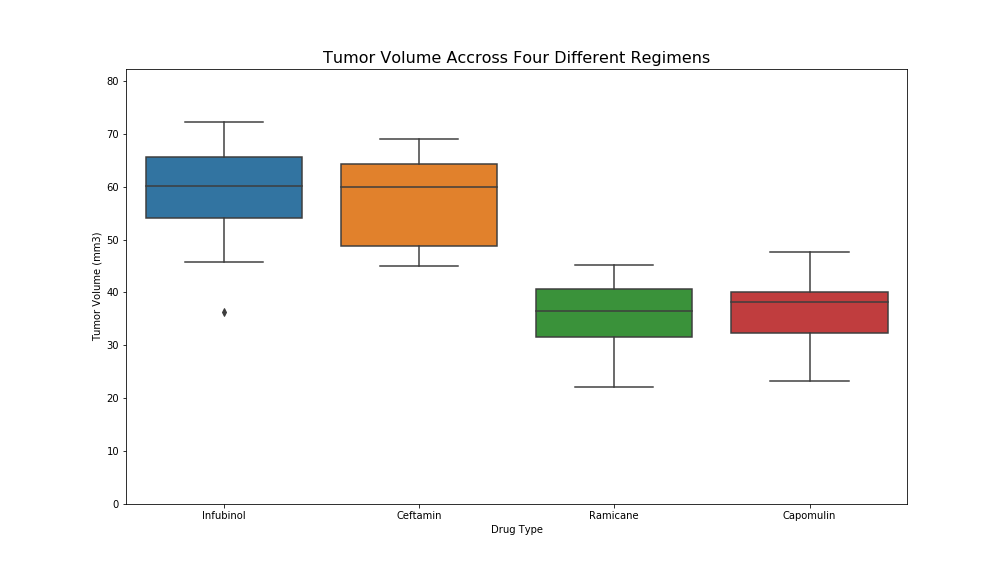 Tumor Volume Accross Four Different Regimens
80
70
60
50
40
30
20
10
0
Tumor Volume (mm3)
Infubinol
Ceftamin
Ramicane
Capomulin
Drug Type